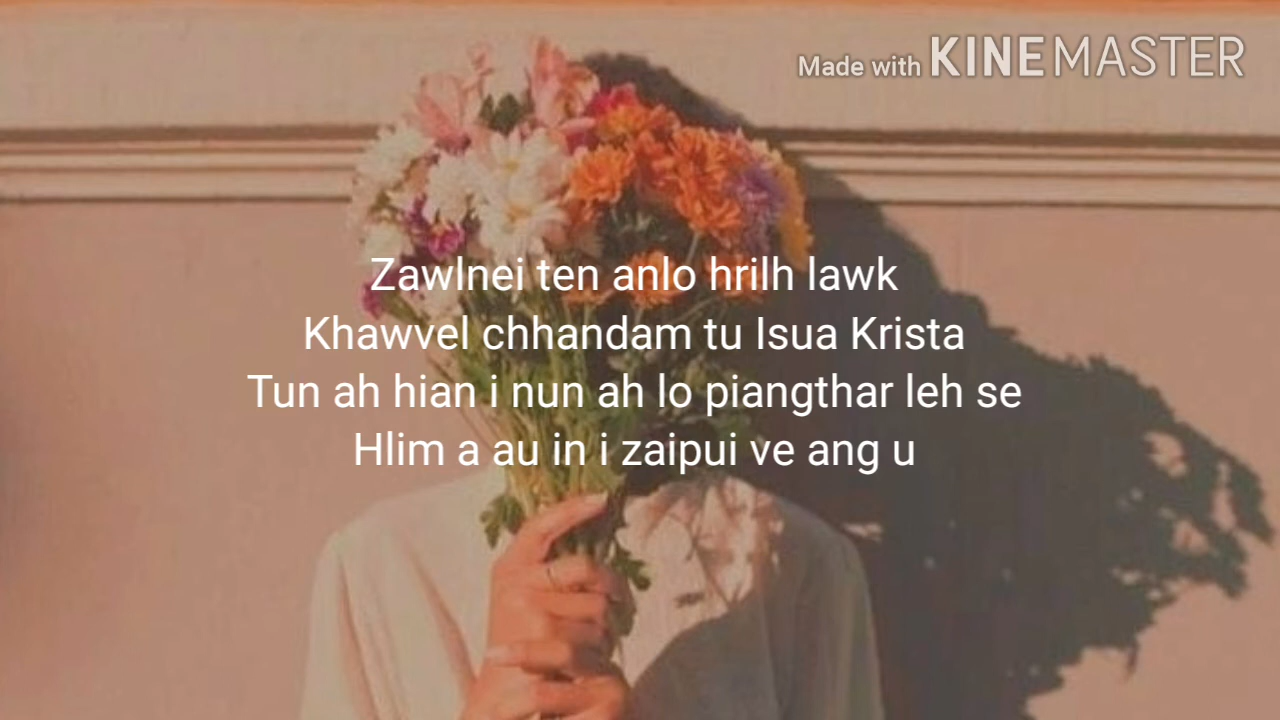 Made with KINEMASTER
Zawlnei ten anlo hrilh lawk
Khawvel chhandam tu Isua Krista
Tun ah hian i nun ah lo piangthar leh se
Hlim a au in i zaipui ve ang u